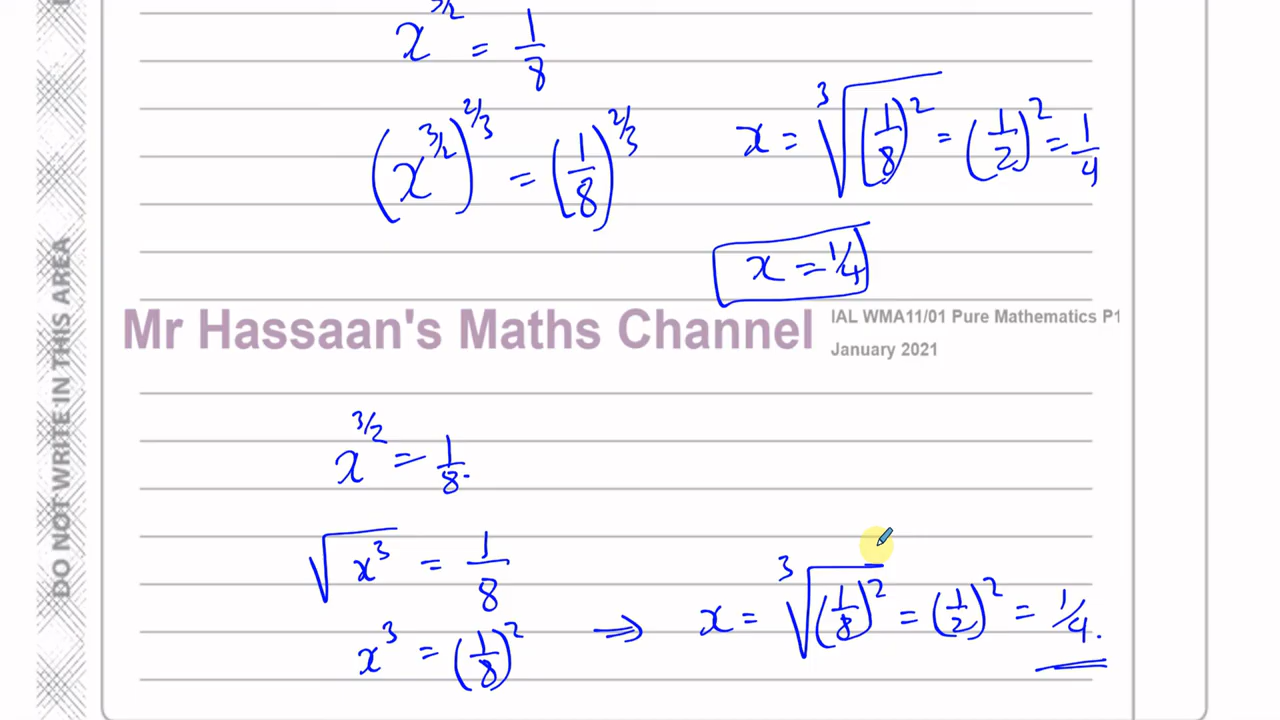 x^{3/2} = 1/8
(x^{3/2})^{2/3} = (1/8)^{2/3}
x = ∛(1/8)² = (1/2)² = 1/4
x = 1/4
Mr Hassaan's Maths Channel
IAL WMA11/01 Pure Mathematics P1
January 2021
x^{3/2} = 1/8.
√x³ = 1/8
x³ = (1/8)²
⇒ x = ∛(1/8)² = (1/2)² = 1/4.
DO NOT WRITE IN THIS AREA